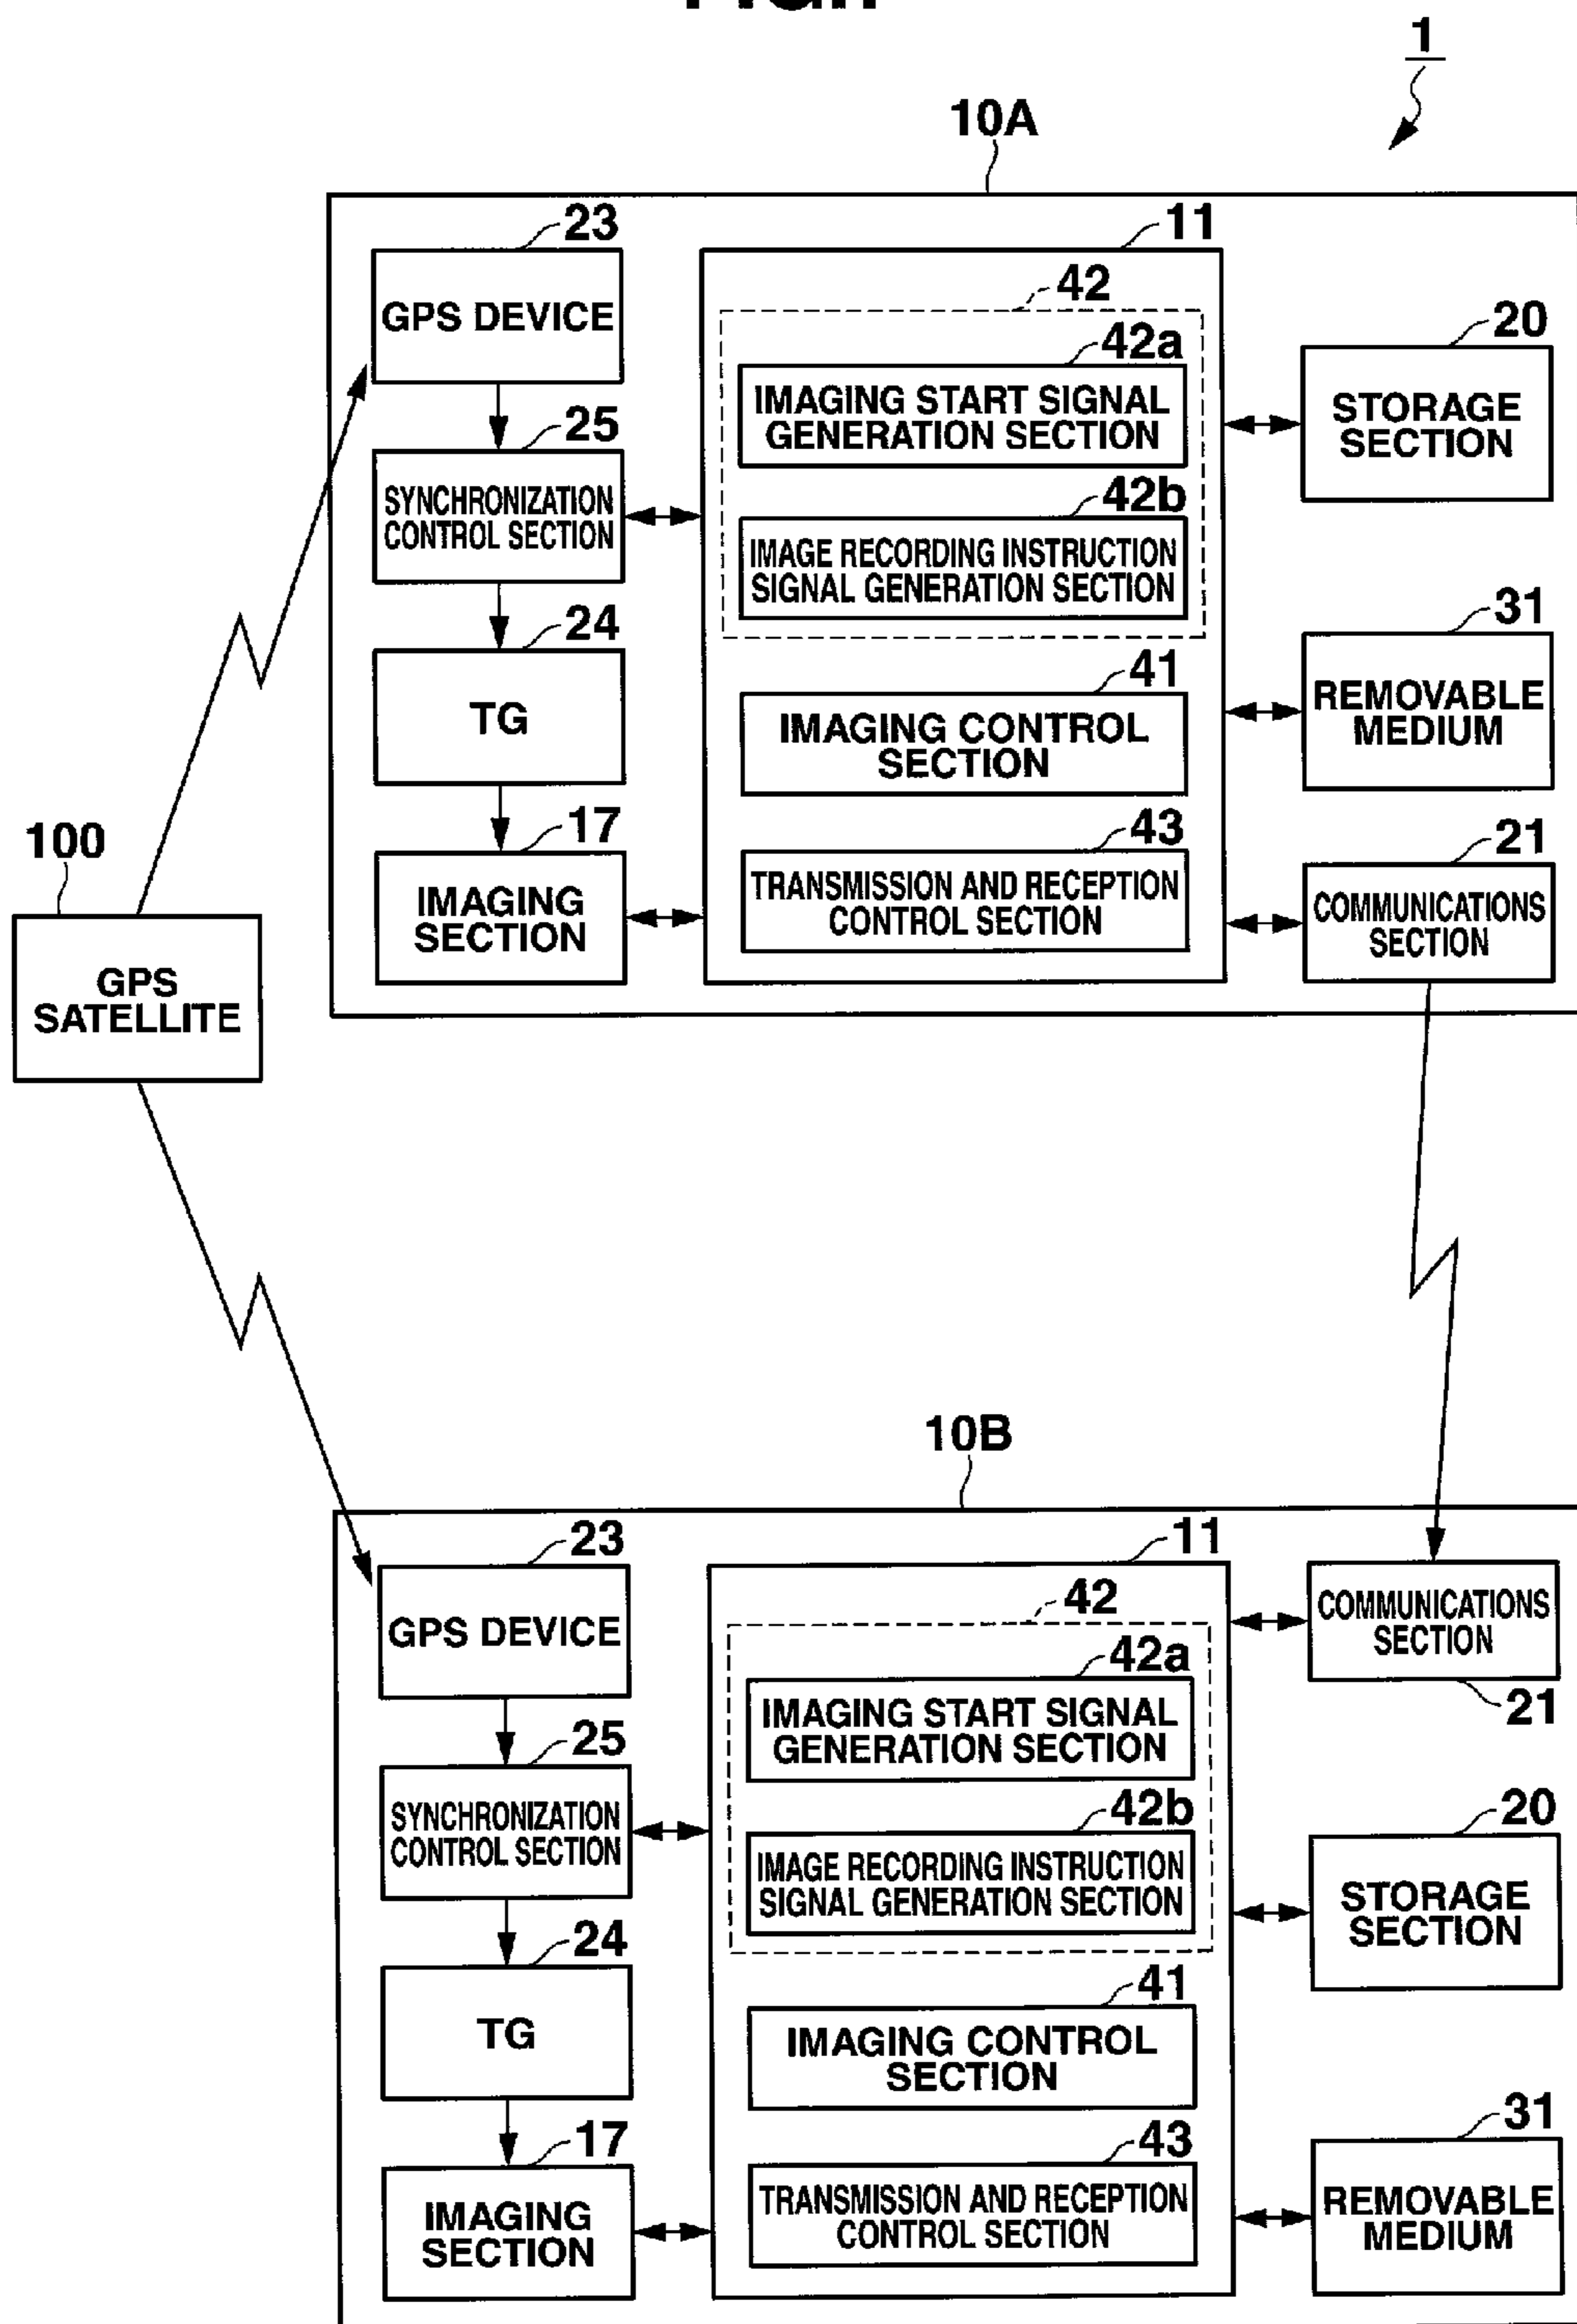 1
10A
23
11
GPS DEVICE
42
42a
20
IMAGING START SIGNAL
GENERATION SECTION
STORAGE
SECTION
25
SYNCHRONIZATION
CONTROL SECTION
42b
IMAGE RECORDING INSTRUCTION
SIGNAL GENERATION SECTION
24
31
TG
41
IMAGING CONTROL
SECTION
REMOVABLE
MEDIUM
100
17
43
21
IMAGING
SECTION
TRANSMISSION AND RECEPTION
CONTROL SECTION
COMMUNICATIONS
SECTION
GPS
SATELLITE
10B
23
11
GPS DEVICE
42
COMMUNICATIONS
SECTION
21
42a
IMAGING START SIGNAL
GENERATION SECTION
25
SYNCHRONIZATION
CONTROL SECTION
42b
20
IMAGE RECORDING INSTRUCTION
SIGNAL GENERATION SECTION
STORAGE
SECTION
24
TG
41
IMAGING CONTROL
SECTION
17
43
31
IMAGING
SECTION
TRANSMISSION AND RECEPTION
CONTROL SECTION
REMOVABLE
MEDIUM